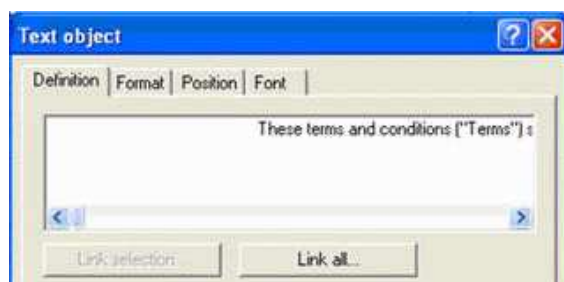 Text object
Definition Format Position Font
These terms and conditions ("Terms") s
Link selection Link all...